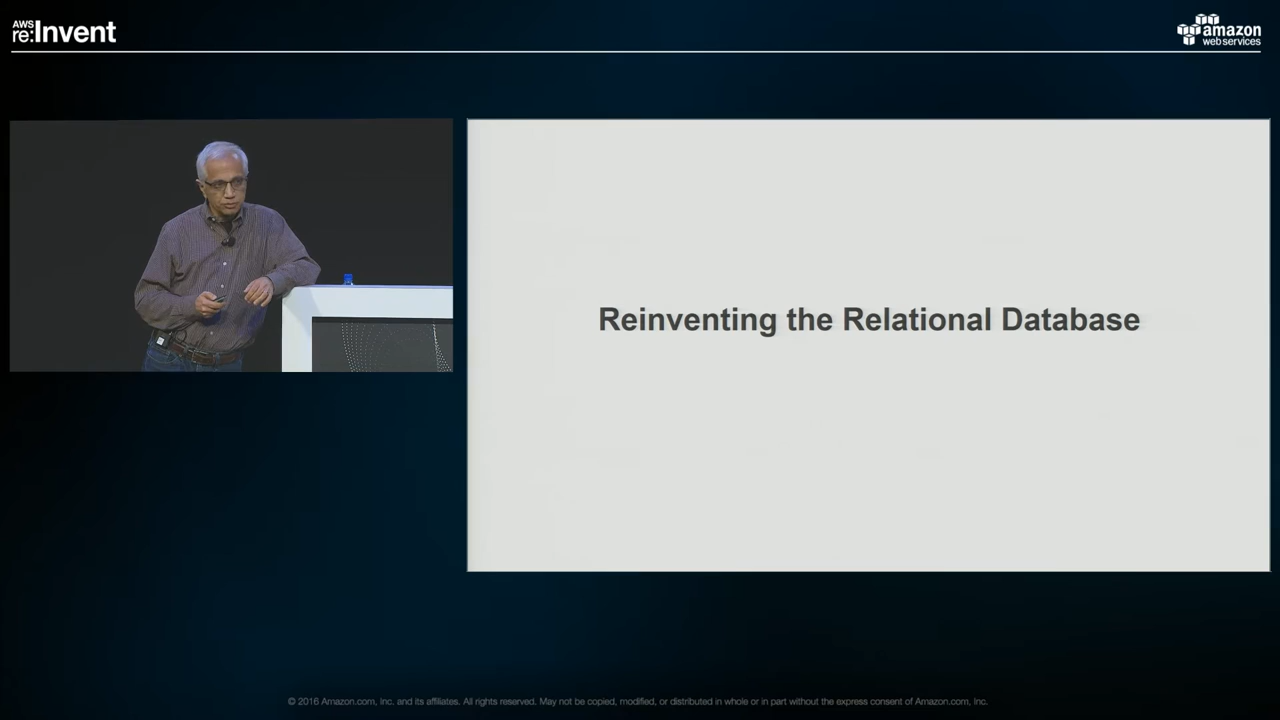 AWS
re:Invent
amazon
web services
Reinventing the Relational Database
© 2016 Amazon.com, Inc. and its affiliates. All rights reserved. May not be copied, modified, or distributed in whole or in part without the express consent of Amazon.com, Inc.